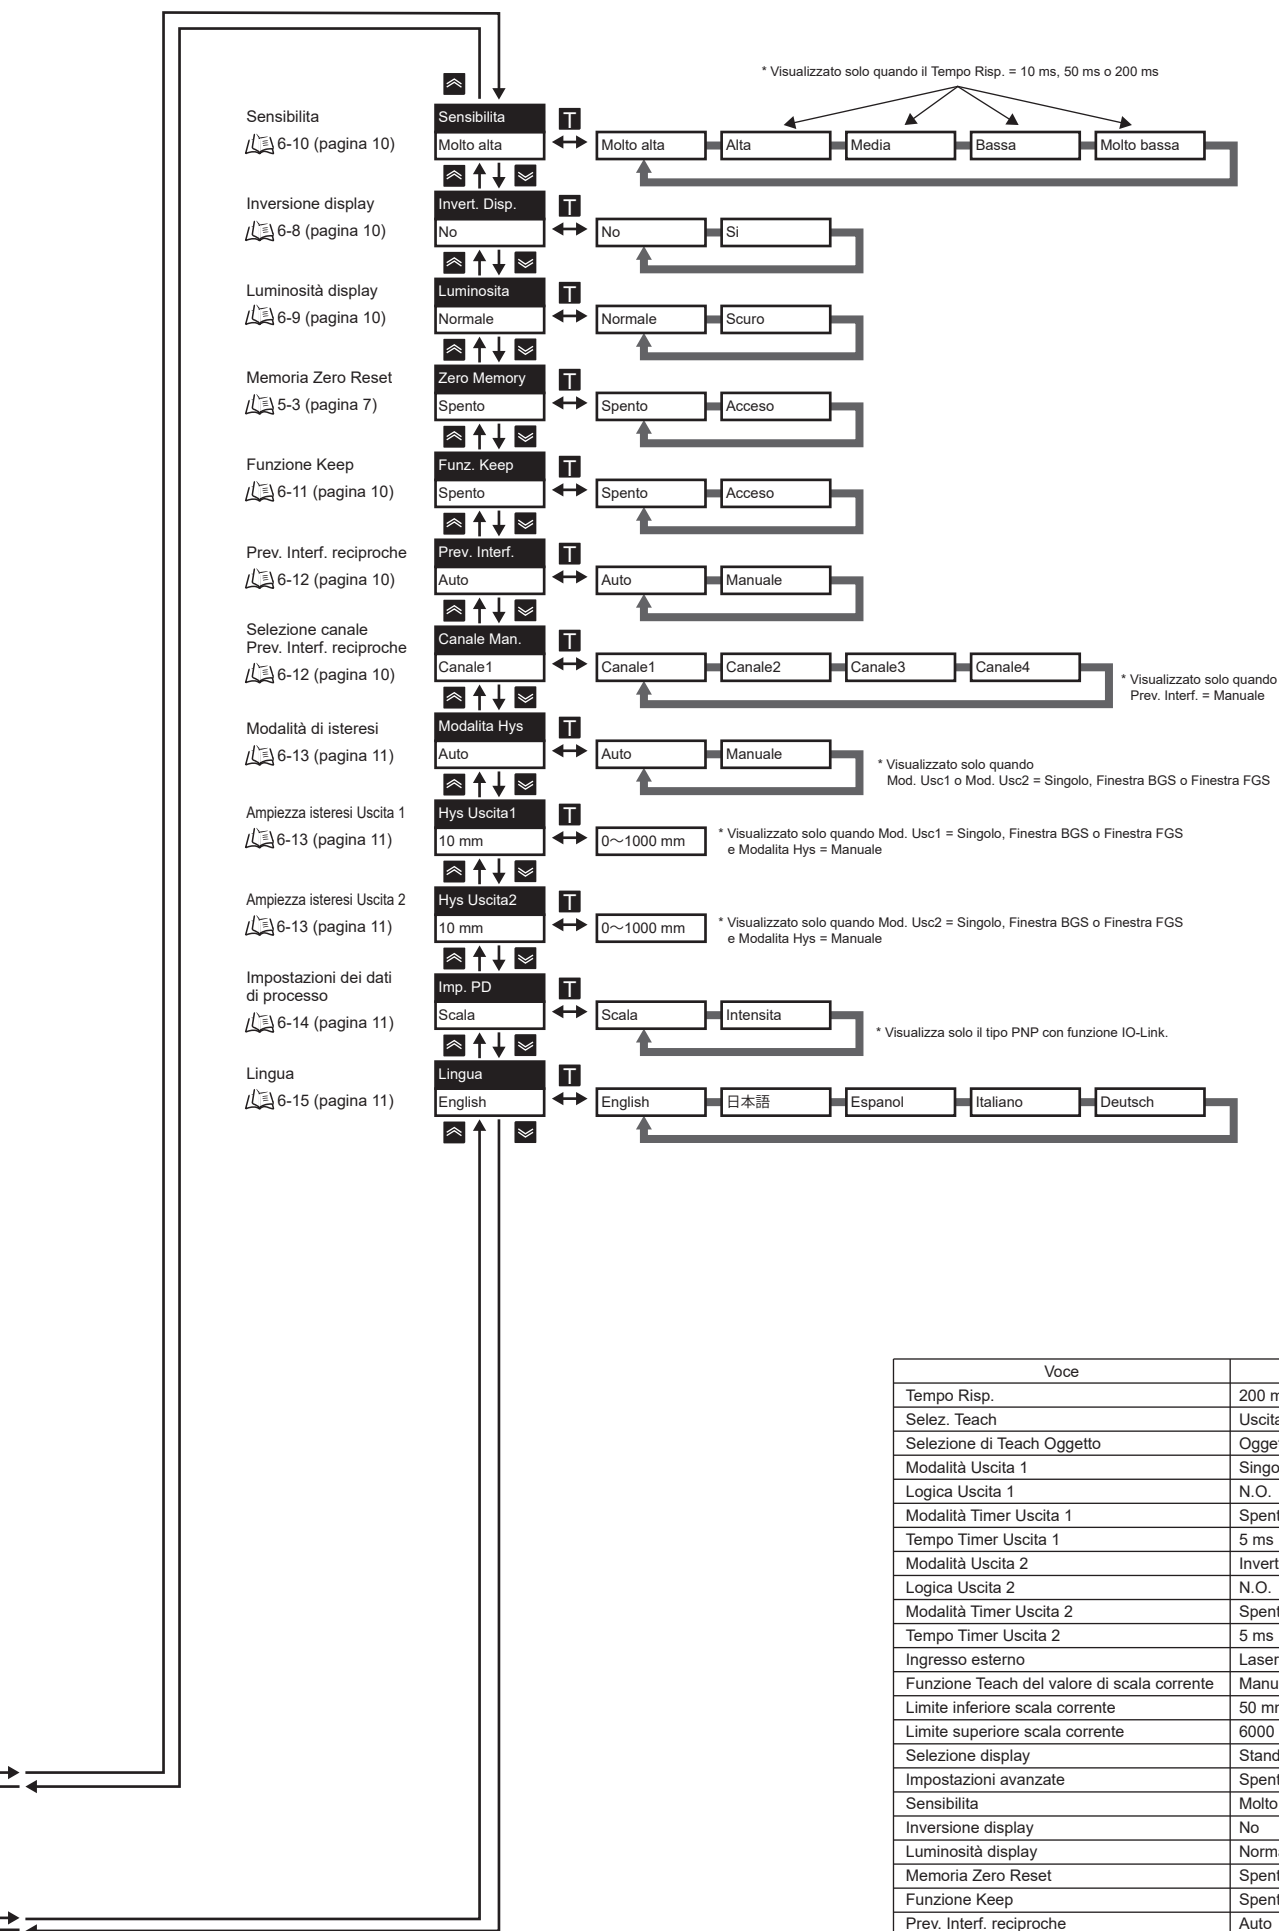 * Visualizzato solo quando il Tempo Risp. = 10 ms, 50 ms o 200 ms
Sensibilita
6-10 (pagina 10)
Sensibilita
Molto alta
T
Molto alta
Alta
Media
Bassa
Molto bassa
Inversione display
6-8 (pagina 10)
Invert. Disp.
No
T
No
Si
Luminosità display
6-9 (pagina 10)
Luminosita
Normale
T
Normale
Scuro
Memoria Zero Reset
5-3 (pagina 7)
Zero Memory
Spento
T
Spento
Acceso
Funzione Keep
6-11 (pagina 10)
Funz. Keep
Spento
T
Spento
Acceso
Prev. Interf. reciproche
6-12 (pagina 10)
Prev. Interf.
Auto
T
Auto
Manuale
Selezione canale
Prev. Interf. reciproche
6-12 (pagina 10)
Canale Man.
Canale1
T
Canale1
Canale2
Canale3
Canale4
* Visualizzato solo quando
Prev. Interf. = Manuale
Modalità di isteresi
6-13 (pagina 11)
Modalita Hys
Auto
T
Auto
Manuale
* Visualizzato solo quando
Mod. Usc1 o Mod. Usc2 = Singolo, Finestra BGS o Finestra FGS
Ampiezza isteresi Uscita 1
6-13 (pagina 11)
Hys Uscita1
10 mm
T
0～1000 mm
* Visualizzato solo quando Mod. Usc1 = Singolo, Finestra BGS o Finestra FGS
e Modalita Hys = Manuale
Ampiezza isteresi Uscita 2
6-13 (pagina 11)
Hys Uscita2
10 mm
T
0～1000 mm
* Visualizzato solo quando Mod. Usc2 = Singolo, Finestra BGS o Finestra FGS
e Modalita Hys = Manuale
Impostazioni dei dati
di processo
6-14 (pagina 11)
Imp. PD
Scala
T
Scala
Intensita
* Visualizza solo il tipo PNP con funzione IO-Link.
Lingua
6-15 (pagina 11)
Lingua
English
T
English
日本語
Espanol
Italiano
Deutsch
Voce
Tempo Risp. 200
Selez. Teach Uscita
Selezione di Teach Oggetto
Modalità Uscita 1
Logica Uscita 1 N.O.
Modalità Timer Uscita 1
Tempo Timer Uscita 1 5 ms
Modalità Uscita 2
Logica Uscita 2 N.O.
Modalità Timer Uscita 2
Tempo Timer Uscita 2 5 ms
Ingresso esterno Laser
Funzione Teach del valore di scala corrente
Limite inferiore scala corrente 50
Limite superiore scala corrente 6000
Selezione display
Impostazioni avanzate
Sensibilita Molto
Inversione display No
Luminosità display
Memoria Zero Reset
Funzione Keep
Prev. Interf. reciproche Auto